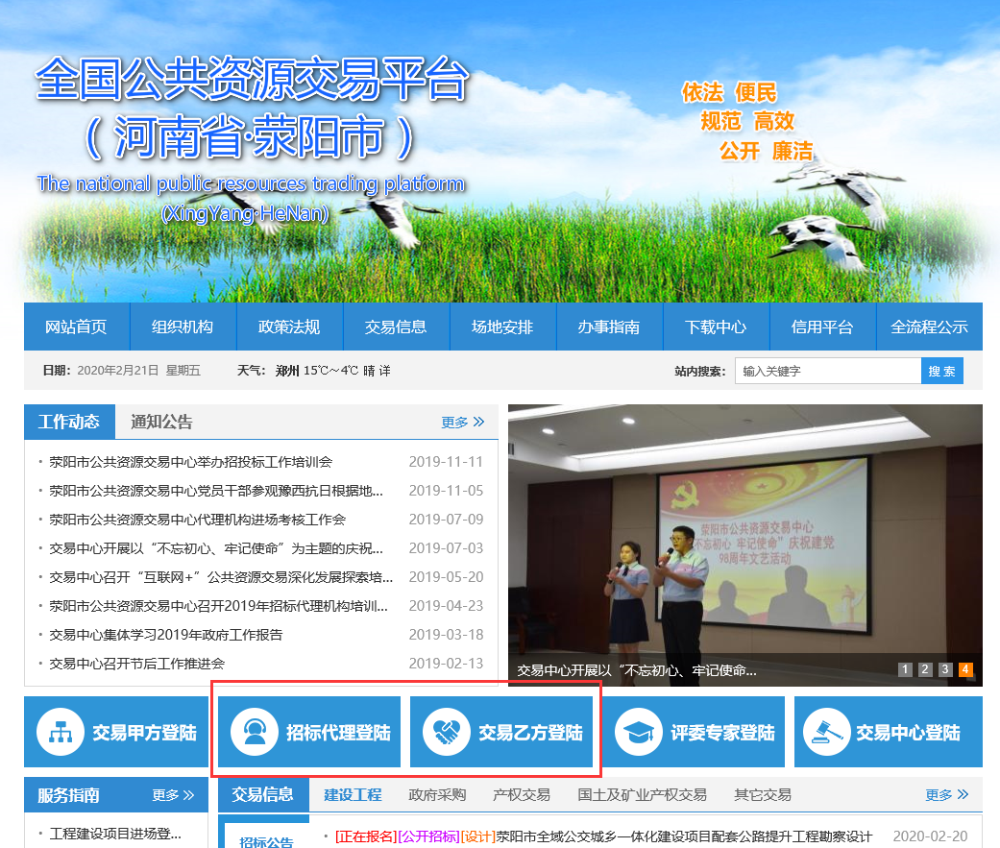 全国公共资源交易平台
（河南省·荥阳市）
The national public resources trading platform
(XingYang·HeNan)
依法 便民
规范 高效
公开 廉洁
网站首页 组织机构 政策法规 交易信息 场地安排 办事指南 下载中心 信用平台 全流程公示
日期: 2020年2月21日 星期五 天气: 郑州 15℃～4℃ 晴 洋 站内搜索: 输入关键字 搜 索
工作动态 通知公告 更多
荥阳市公共资源交易中心举办招投标工作培训会 2019-11-11
荥阳市公共资源交易中心党员干部参观豫西抗日根据地... 2019-11-05
荥阳市公共资源交易中心代理机构进场考核工作会 2019-07-09
交易中心开展以“不忘初心、牢记使命”为主题的庆祝... 2019-07-03
交易中心召开“互联网+”公共资源交易深化发展探索培... 2019-05-20
荥阳市公共资源交易中心召开2019年招标代理机构培训... 2019-04-23
交易中心集体学习2019年政府工作报告 2019-03-18
交易中心召开节后工作推进会 2019-02-13
荥阳市公共资源交易中心
不忘初心 牢记使命”庆祝建党
98周年文艺活动
交易中心开展以“不忘初心、牢记使命... 1 2 3 4
交易甲方登陆 招标代理登陆 交易乙方登陆 评委专家登陆 交易中心登陆
服务指南 更多
工程建设项目进场登...
交易信息 建设工程 政府采购 产权交易 国土及矿业产权交易 其它交易 更多
招标公告
[正在报名][公开招标][设计]荥阳市全域公交城乡一体化建设项目配套公路提升工程勘察设计 2020-02-20